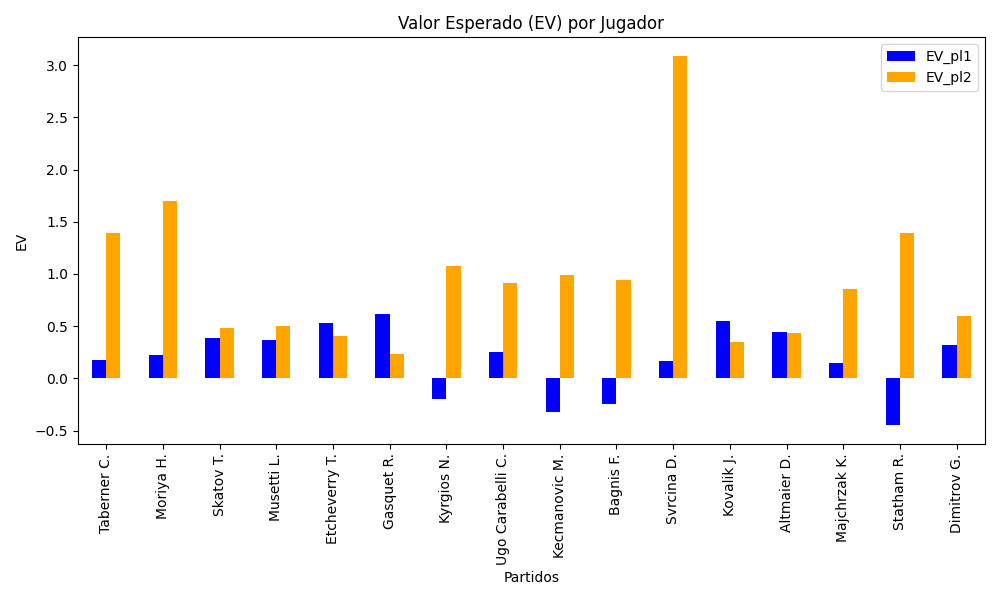 Valor Esperado (EV) por Jugador
EV_pl1
EV_pl2
EV
3.0
2.5
2.0
1.5
1.0
0.5
0.0
−0.5
Taberner C.
Moriya H.
Skatov T.
Musetti L.
Etcheverry T.
Gasquet R.
Kyrgios N.
Ugo Carabelli C.
Kecmanovic M.
Bagnis F.
Svrcina D.
Kovalik J.
Altmaier D.
Majchrzak K.
Statham R.
Dimitrov G.
Partidos